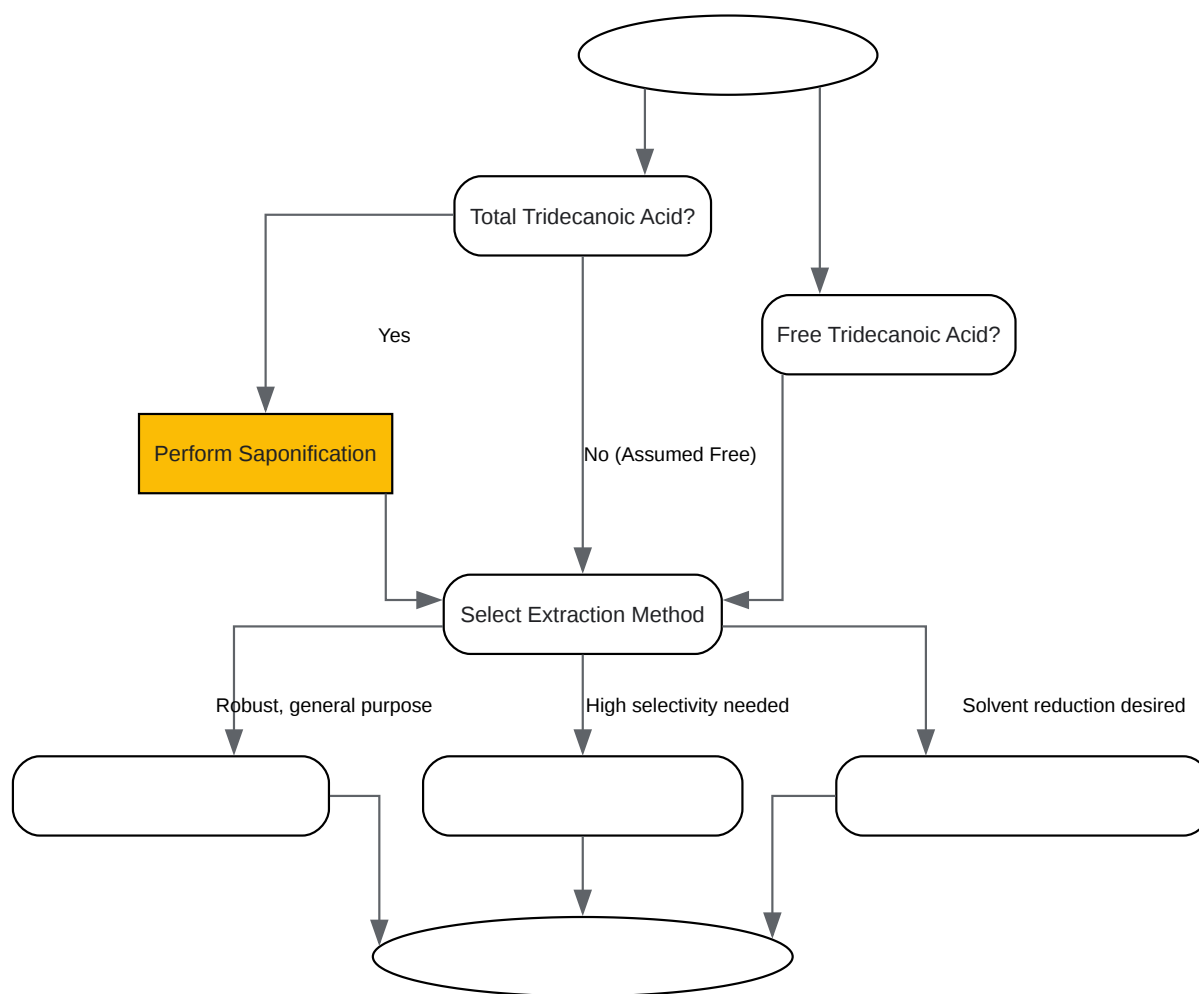 Total Tridecanoic Acid?
Free Tridecanoic Acid?
Yes
Perform Saponification
No (Assumed Free)
Select Extraction Method
Robust, general purpose
High selectivity needed
Solvent reduction desired